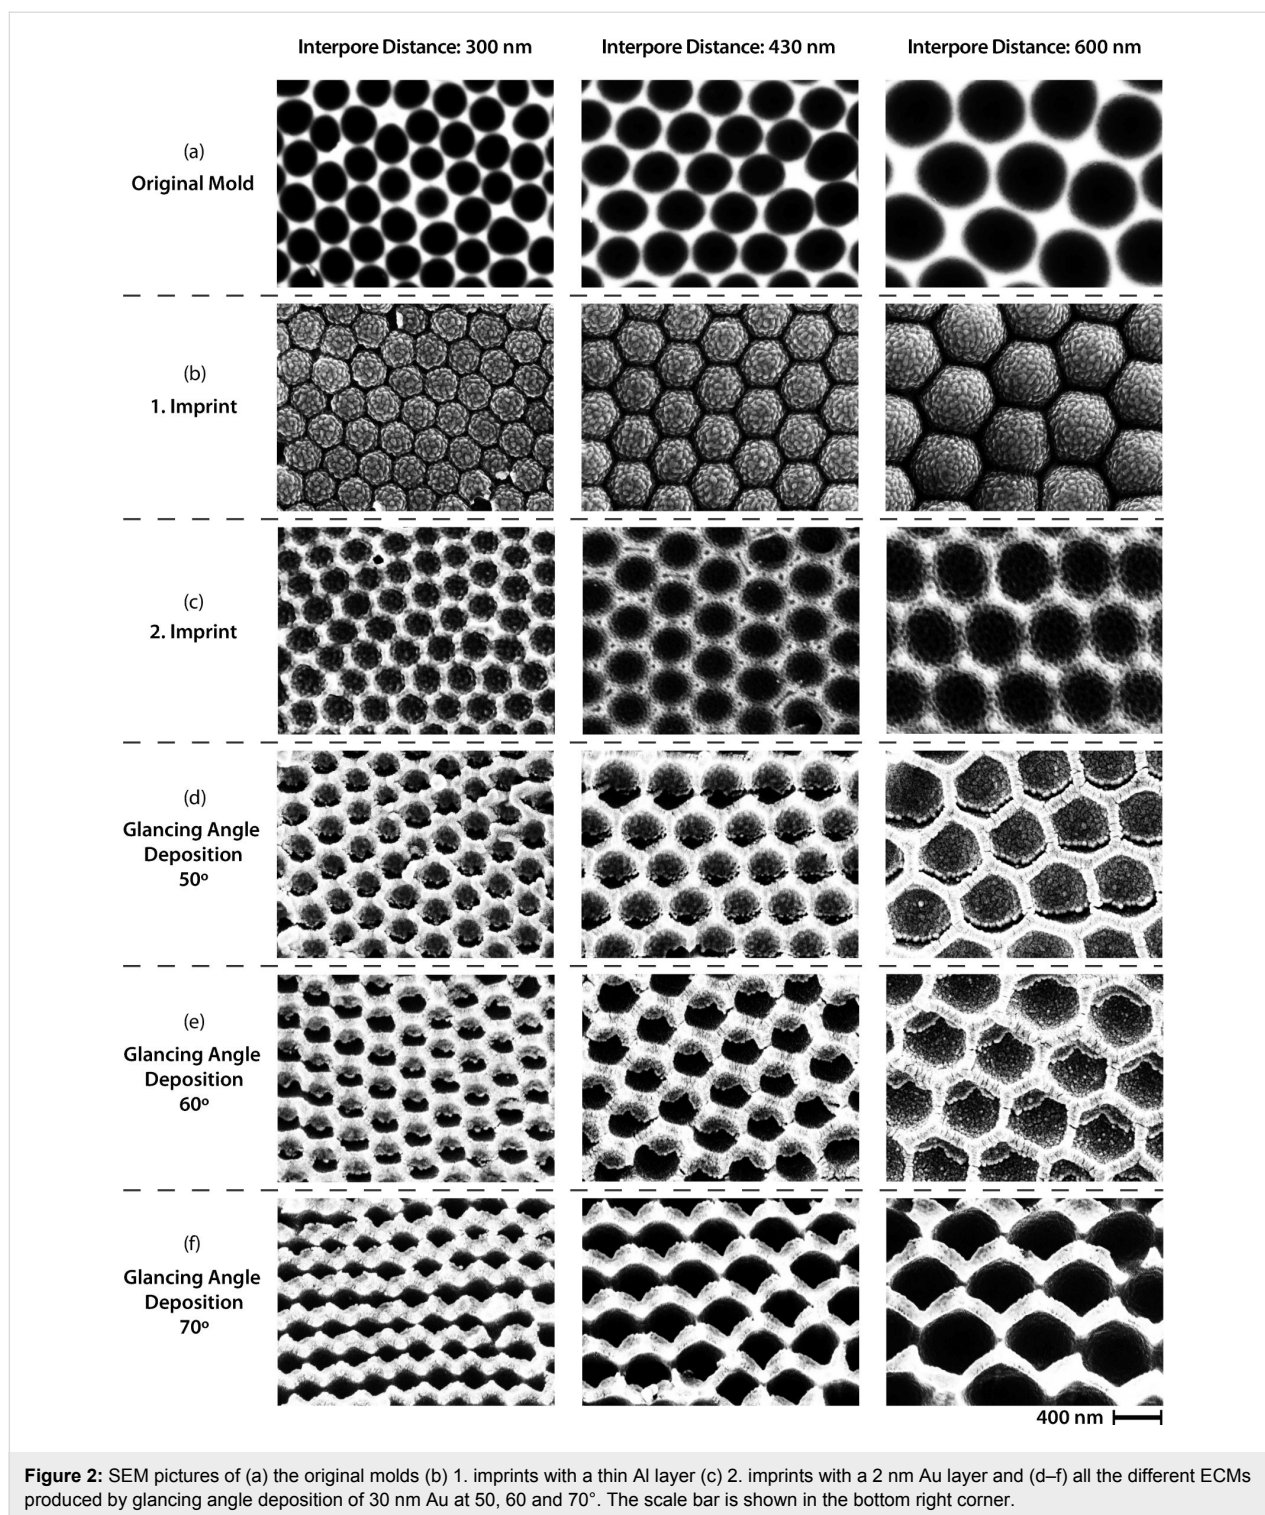 Interpore Distance: 300 nm
Interpore Distance: 430 nm
Interpore Distance: 600 nm
(a)
Original Mold
(b)
1. Imprint
(c)
2. Imprint
(d)
Glancing Angle
Deposition
50º
(e)
Glancing Angle
Deposition
60º
(f)
Glancing Angle
Deposition
70º
400 nm
Figure 2: SEM pictures of (a) the original molds (b) 1. imprints with a thin Al layer (c) 2. imprints with a 2 nm Au layer and (d–f) all the different ECMs
produced by glancing angle deposition of 30 nm Au at 50, 60 and 70°. The scale bar is shown in the bottom right corner.